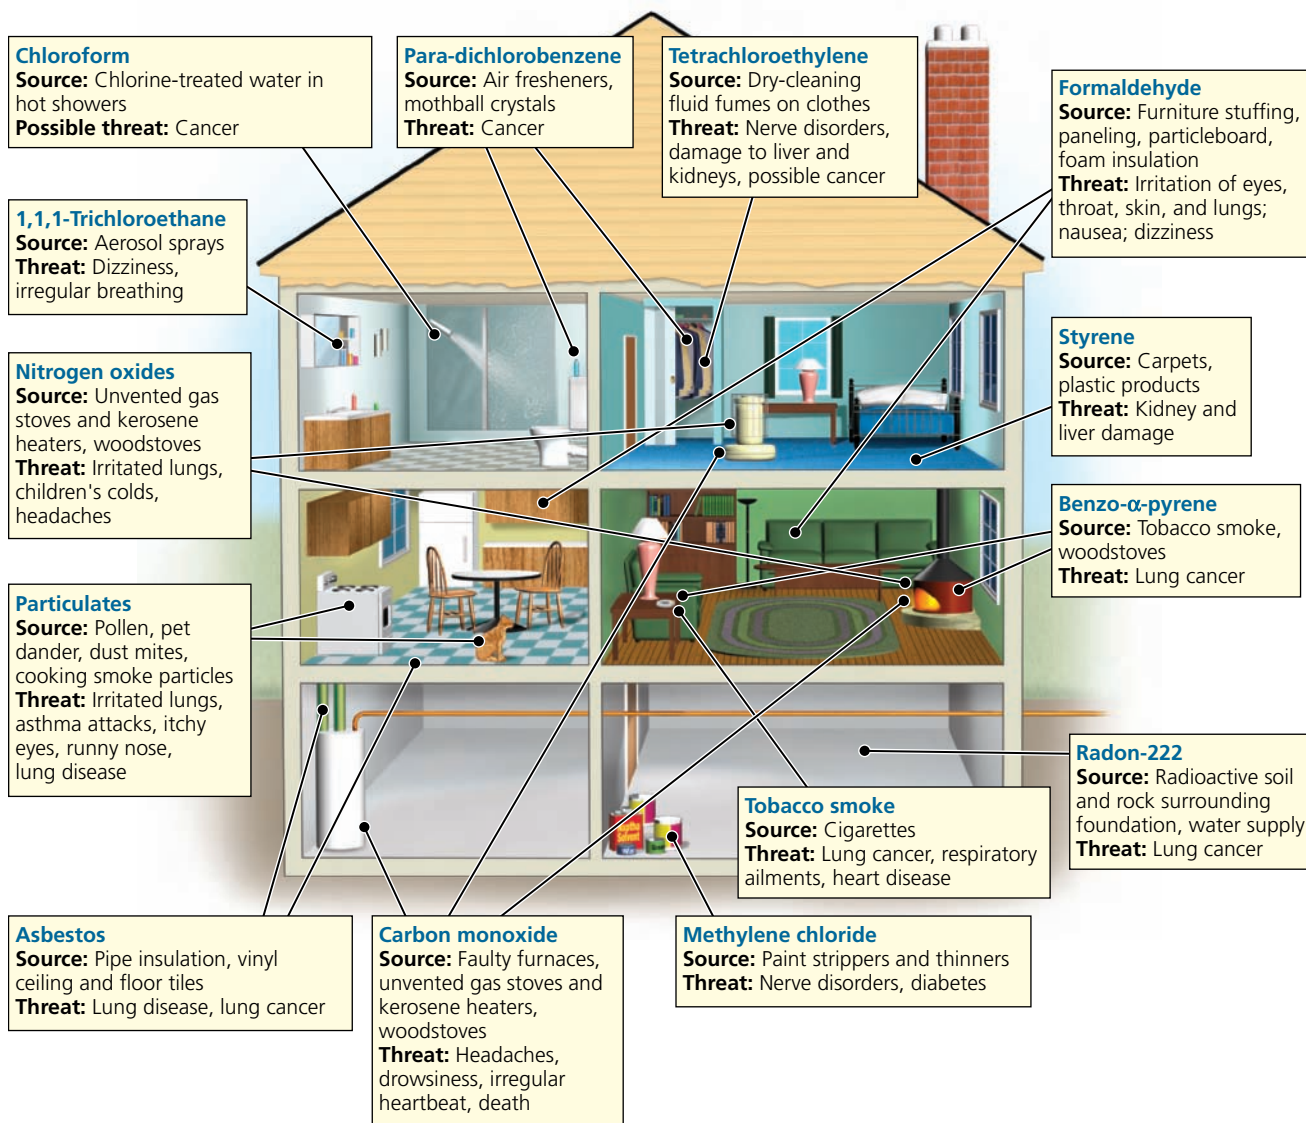 Chloroform
Source: Chlorine-treated water in
hot showers
Possible threat: Cancer
Para-dichlorobenzene
Source: Air fresheners,
mothball crystals
Threat: Cancer
Tetrachloroethylene
Source: Dry-cleaning
fluid fumes on clothes
Threat: Nerve disorders,
damage to liver and
kidneys, possible cancer
Formaldehyde
Source: Furniture stuffing,
paneling, particleboard,
foam insulation
Threat: Irritation of eyes,
throat, skin, and lungs;
nausea; dizziness
1,1,1-Trichloroethane
Source: Aerosol sprays
Threat: Dizziness,
irregular breathing
Nitrogen oxides
Source: Unvented gas
stoves and kerosene
heaters, woodstoves
Threat: Irritated lungs,
children's colds,
headaches
Styrene
Source: Carpets,
plastic products
Threat: Kidney and
liver damage
Benzo-α-pyrene
Source: Tobacco smoke,
woodstoves
Threat: Lung cancer
Particulates
Source: Pollen, pet
dander, dust mites,
cooking smoke particles
Threat: Irritated lungs,
asthma attacks, itchy
eyes, runny nose,
lung disease
Radon-222
Source: Radioactive soil
and rock surrounding
foundation, water supply
Threat: Lung cancer
Tobacco smoke
Source: Cigarettes
Threat: Lung cancer, respiratory
ailments, heart disease
Asbestos
Source: Pipe insulation, vinyl
ceiling and floor tiles
Threat: Lung disease, lung cancer
Carbon monoxide
Source: Faulty furnaces,
unvented gas stoves and
kerosene heaters,
woodstoves
Threat: Headaches,
drowsiness, irregular
heartbeat, death
Methylene chloride
Source: Paint strippers and thinners
Threat: Nerve disorders, diabetes